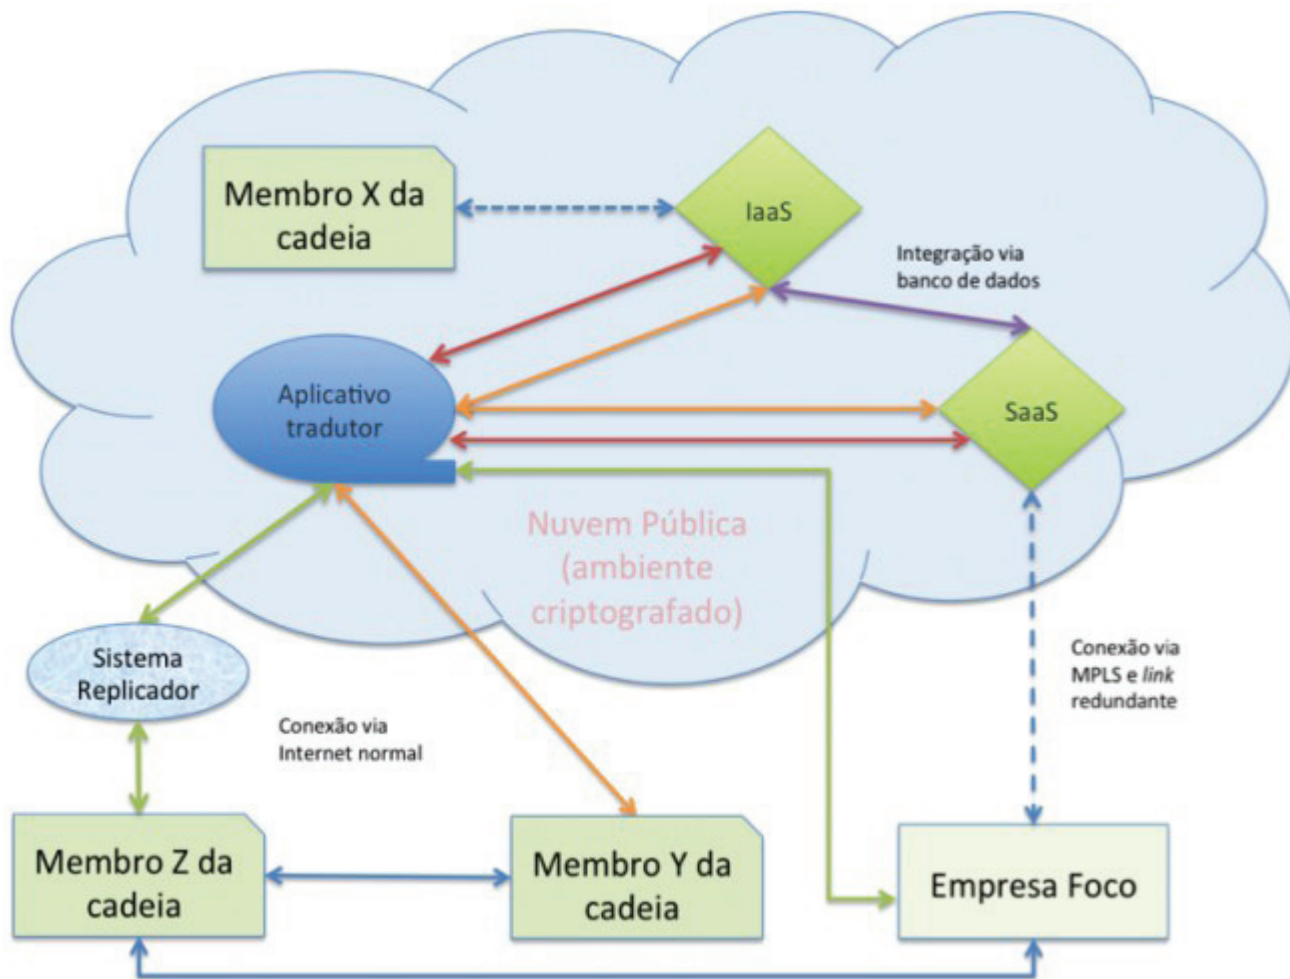 Membro X da
cadeia
IaaS
Integração via
banco de dados
Aplicativo
tradutor
SaaS
Nuvem Pública
(ambiente
criptografado)
Sistema
Replicador
Conexão via
Internet normal
Conexão via
MPLS e link
redundante
Membro Z da
cadeia
Membro Y da
cadeia
Empresa Foco